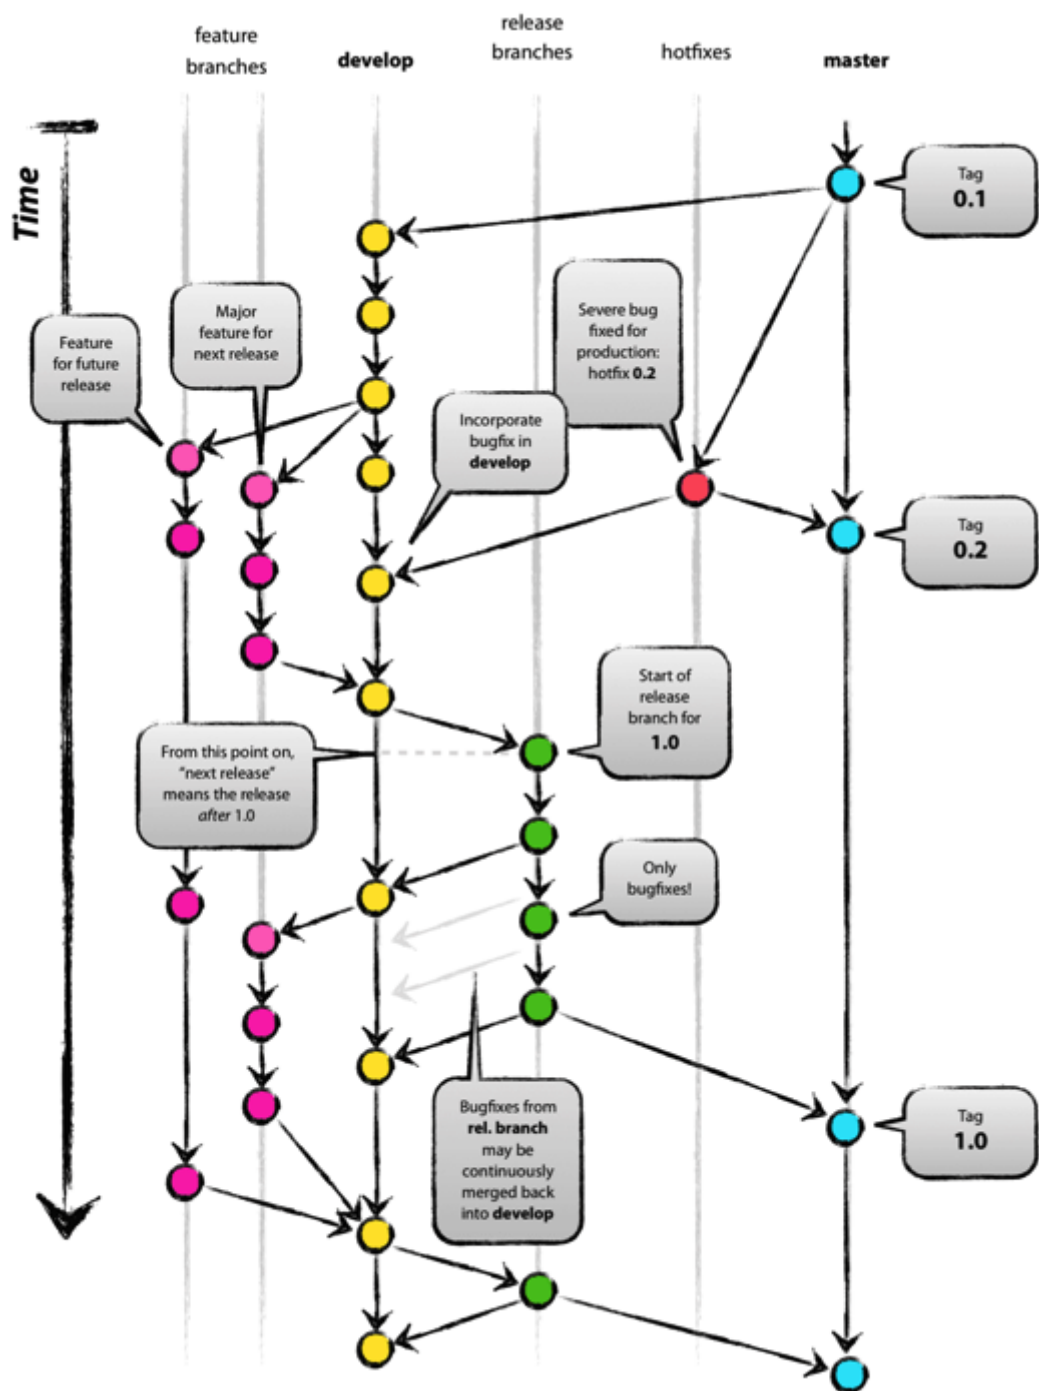 feature
branches
develop
release
branches
hotfixes
master
Time
Tag
0.1
Major
feature for
next release
Feature
for future
release
Severe bug
fixed for
production:
hotfix 0.2
Incorporate
bugfix in
develop
Tag
0.2
Start of
release
branch for
1.0
From this point on,
“next release”
means the release
after 1.0
Only
bugfixes!
Bugfixes from
rel. branch
may be
continuously
merged back
into develop
Tag
1.0